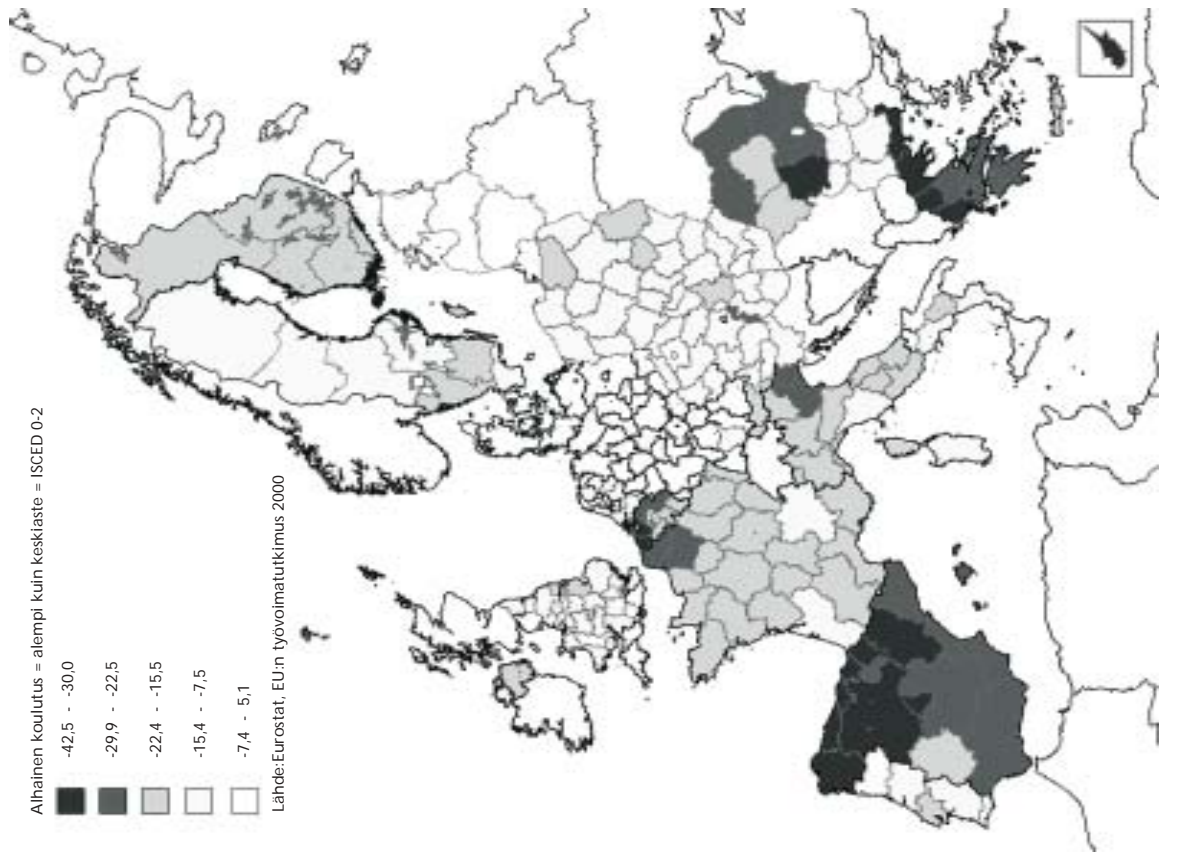 Alhainen koulutus = alempi kuin keskiaste = ISCED 0-2
-42,5 - -30,0
-29,9 - -22,5
-22,4 - -15,5
-15,4 - -7,5
-7,4 - 5,1
Lähde:Eurostat, EU:n työvoimatutkimus 2000